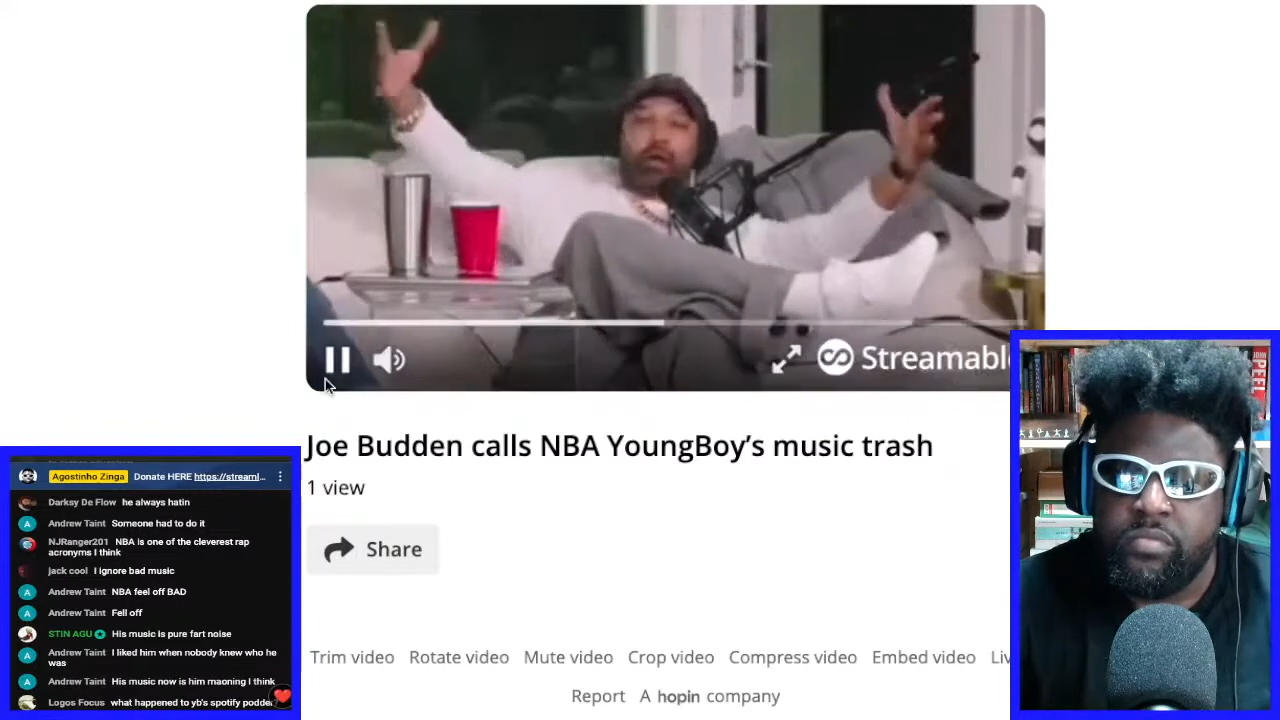 Streamable
Joe Budden calls NBA YoungBoy's music trash
1 view
Share
Trim video Rotate video Mute video Crop video Compress video Embed video Liv
Report A hopin company
Agostinho Zinga Donate HERE https://streaml...
Darksy De Flow he always hatin
Andrew Taint Someone had to do it
NJRanger201 NBA is one of the cleverest rap
acronyms I think
jack cool I ignore bad music
Andrew Taint NBA feel off BAD
Andrew Taint Fell off
STIN AGU His music is pure fart noise
Andrew Taint I liked him when nobody knew who he
was
Andrew Taint His music now is him maoning I think
Logos Focus what happened to yb's spotify podde
PEEL